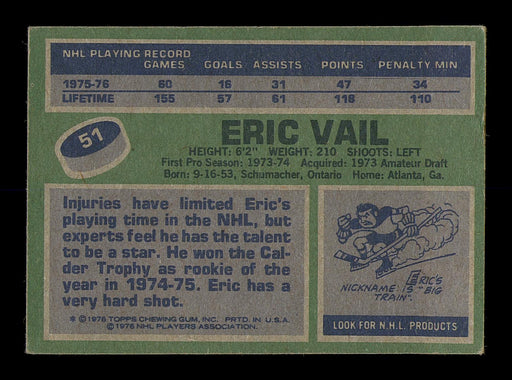 NHL PLAYING RECORD
GAMES GOALS ASSISTS POINTS PENALTY MIN
1975-76 60 16 31 47 34
LIFETIME 155 57 61 118 110
51
ERIC VAIL
HEIGHT: 6'2" WEIGHT: 210 SHOOTS: LEFT
First Pro Season: 1973-74 Acquired: 1973 Amateur Draft
Born: 9-16-53, Schumacher, Ontario Home: Atlanta, Ga.
Injuries have limited Eric's
playing time in the NHL, but
experts feel he has the talent
to be a star. He won the Cal-
der Trophy as rookie of the
year in 1974-75. Eric has a
very hard shot.
* © 1976 TOPPS CHEWING GUM, INC. PRTD. IN U.S.A.
© 1976 NHL PLAYERS ASSOCIATION.
ERIC'S
NICKNAME IS "BIG
TRAIN".
LOOK FOR N.H.L. PRODUCTS